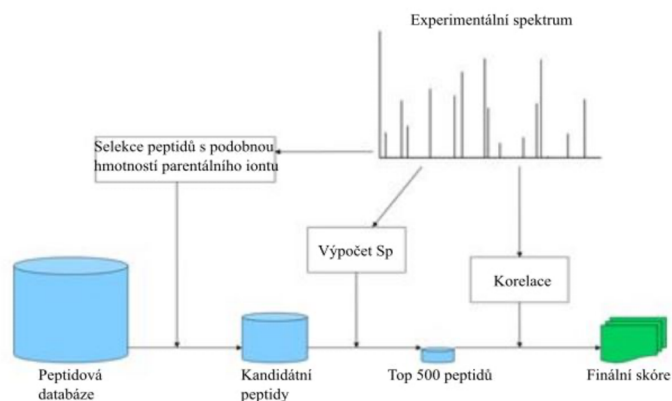 Experimentální spektrum
Selekce peptidů s podobnou
hmotností parentálního iontu
Výpočet Sp
Korelace
Peptidová
databáze
Kandidátní
peptidy
Top 500 peptidů
Finální skóre